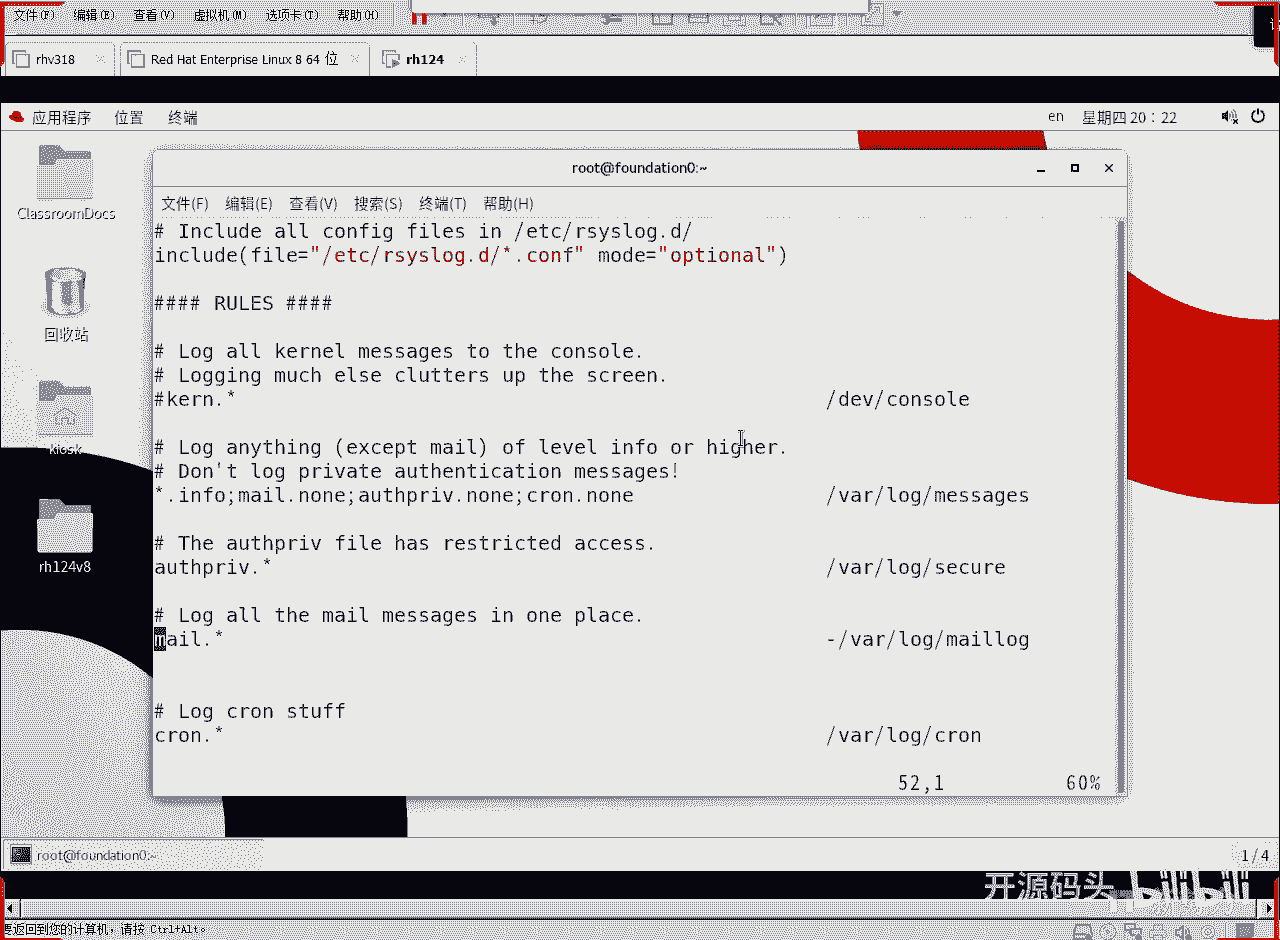 文件(F) 编辑(E) 查看(V) 虚拟机(M) 选项卡(T) 帮助(H)
rhv318 Red Hat Enterprise Linux 8 64 位 rh124
应用程序 位置 终端 en 星期四 20：22
ClassroomDocs
回收站
kiosk
rh124v8
root@foundation0:~
文件(F) 编辑(E) 查看(V) 搜索(S) 终端(T) 帮助(H)
# Include all config files in /etc/rsyslog.d/
include(file="/etc/rsyslog.d/*.conf" mode="optional")
#### RULES ####
# Log all kernel messages to the console.
# Logging much else clutters up the screen.
#kern.* /dev/console
# Log anything (except mail) of level info or higher.
# Don't log private authentication messages!
*.info;mail.none;authpriv.none;cron.none /var/log/messages
# The authpriv file has restricted access.
authpriv.* /var/log/secure
# Log all the mail messages in one place.
mail.* -/var/log/maillog
# Log cron stuff
cron.* /var/log/cron
52,1 60%
root@foundation0:~ 1 / 4
开源码头 bilibili
要返回到您的计算机，请按 Ctrl+Alt。